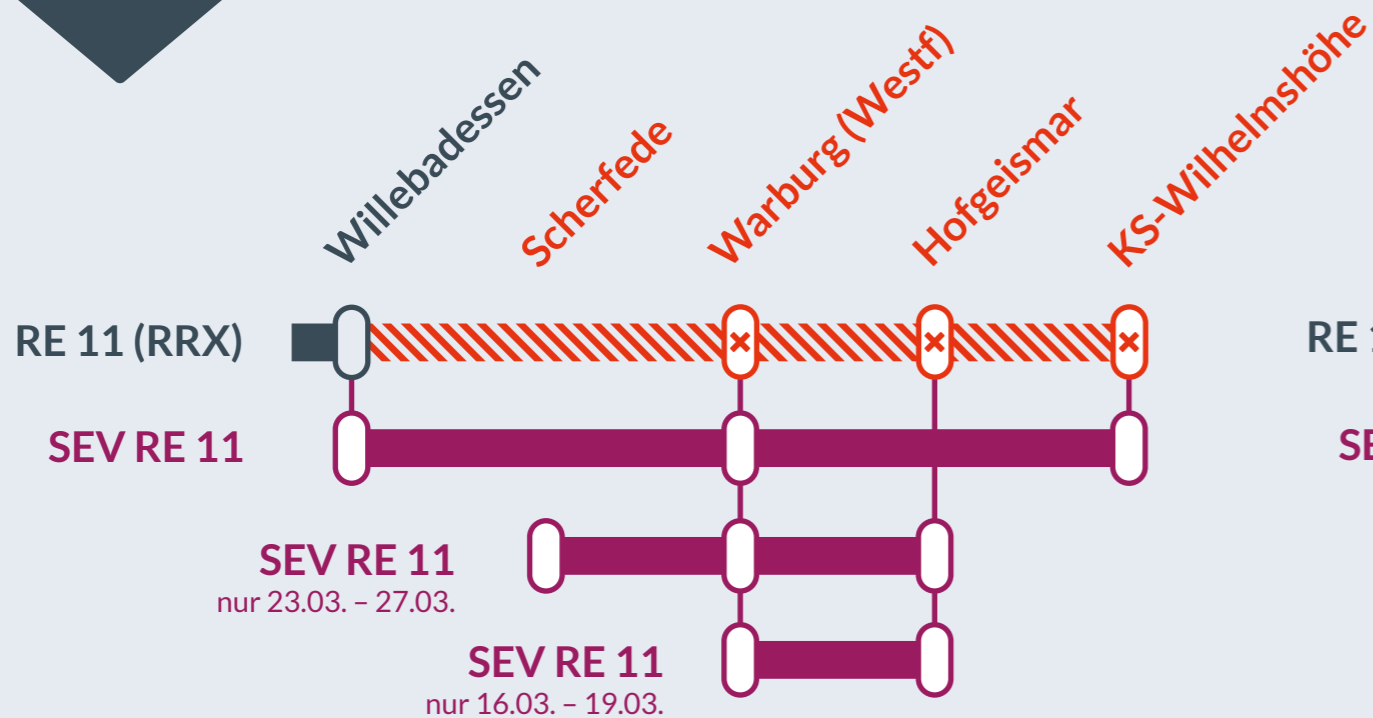 Willebadessen
Scherfede
Warburg (Westf)
Hofgeismar
KS-Wilhelmshöhe
RE 11 (RRX)
SEV RE 11
SEV RE 11
nur 23.03. – 27.03.
SEV RE 11
nur 16.03. – 19.03.
RE